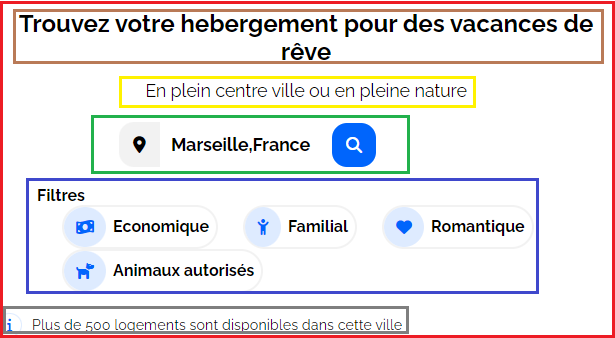 Trouvez votre hebergement pour des vacances de
rêve
En plein centre ville ou en pleine nature
Marseille,France
Filtres
Economique Familial Romantique
Animaux autorisés
i Plus de 500 logements sont disponibles dans cette ville